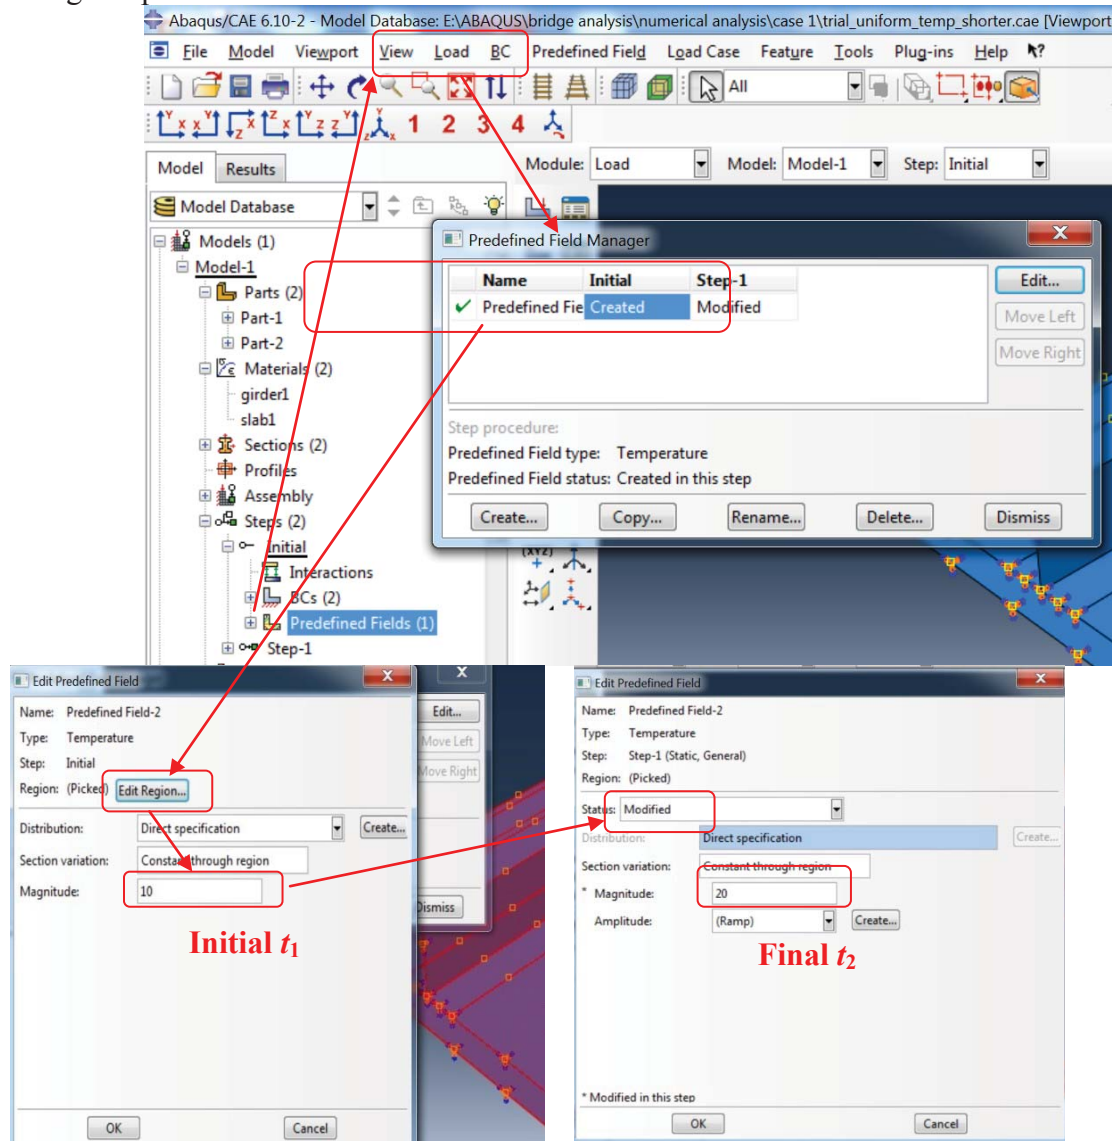 Abaqus/CAE 6.10-2 - Model Database: E:\ABAQUS\bridge analysis\numerical analysis\case 1\trial_uniform_temp_shorter.cae [Viewport
File Model Viewport View Load BC Predefined Field Load Case Feature Tools Plug-ins Help
All
1 2 3 4
Model Results
Module: Load Model: Model-1 Step: Initial
Model Database
Models (1)
Model-1
Parts (2)
Part-1
Part-2
Materials (2)
girder1
slab1
Sections (2)
Profiles
Assembly
Steps (2)
Initial
Interactions
BCs (2)
Predefined Fields (1)
Step-1
Predefined Field Manager
Name Initial Step-1
Predefined Fie Created Modified
Edit...
Move Left
Move Right
Step procedure:
Predefined Field type: Temperature
Predefined Field status: Created in this step
Create... Copy... Rename... Delete... Dismiss
(XYZ)
Edit Predefined Field
Name: Predefined Field-2
Type: Temperature
Step: Initial
Region: (Picked) Edit Region...
Distribution: Direct specification Create...
Section variation: Constant through region
Magnitude: 10
Initial t1
OK Cancel
Edit...
Move Left
Move Right
Dismiss
Edit Predefined Field
Name: Predefined Field-2
Type: Temperature
Step: Step-1 (Static, General)
Region: (Picked)
Status: Modified
Distribution: Direct specification Create...
Section variation: Constant through region
* Magnitude: 20
Amplitude: (Ramp) Create...
Final t2
* Modified in this step
OK Cancel